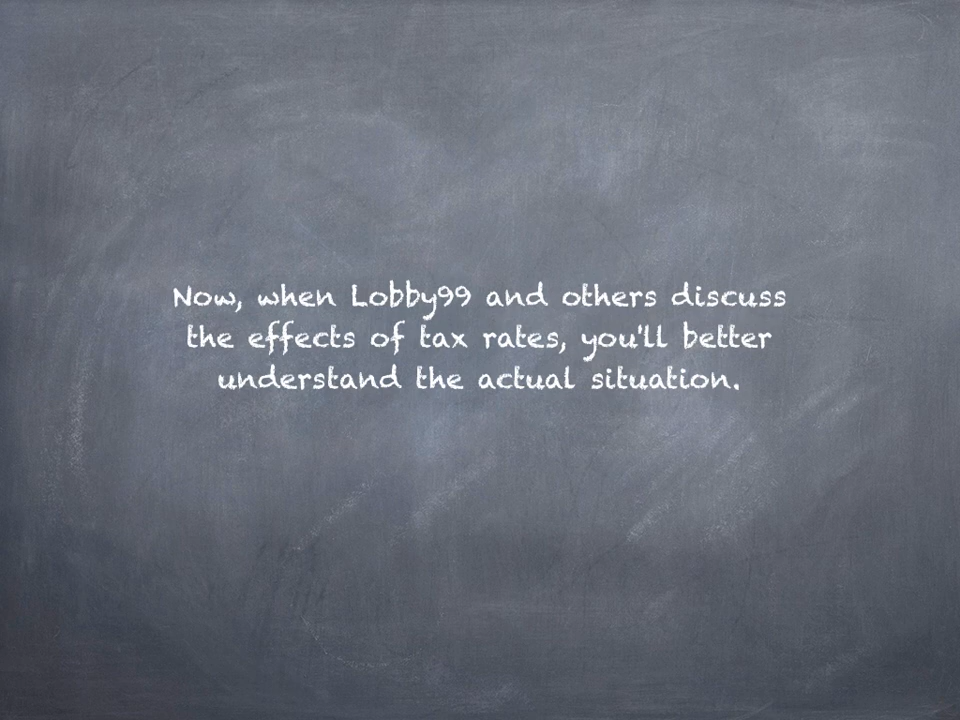 Now, when Lobby99 and others discuss
the effects of tax rates, you'll better
understand the actual situation.